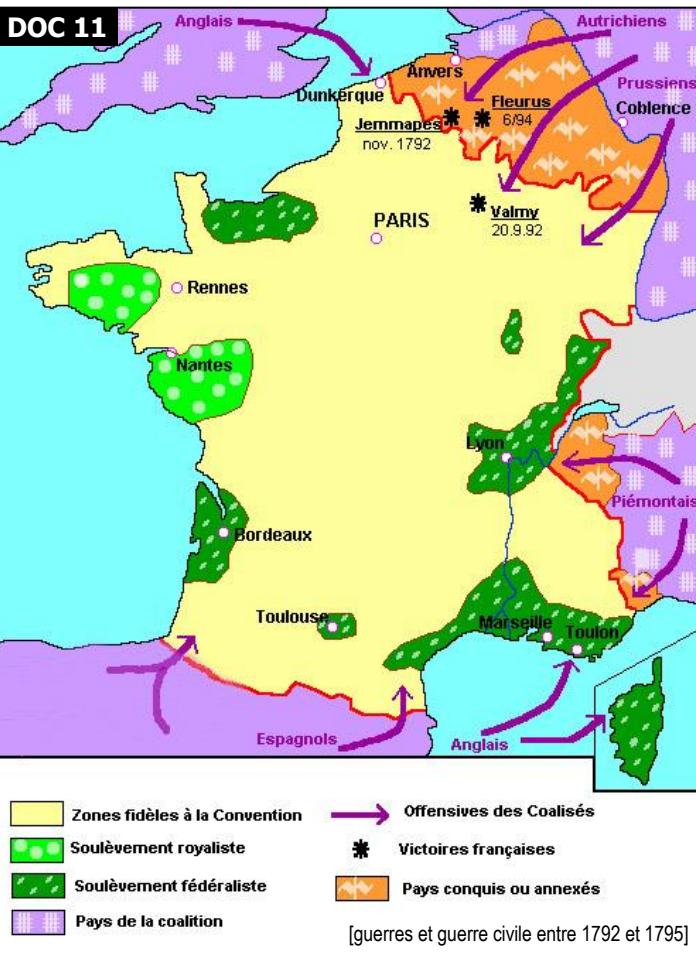 DOC 11
Anglais
Autrichiens
Anvers
Prussiens
Dunkerque
Fleurus
6/94
Coblence
Jemmapes
nov. 1792
Valmy
20.9.92
PARIS
Rennes
Nantes
Lyon
Piémontais
Bordeaux
Toulouse
Marseille
Toulon
Espagnols
Anglais
Zones fidèles à la Convention
Offensives des Coalisés
Soulèvement royaliste
Victoires françaises
Soulèvement fédéraliste
Pays conquis ou annexés
Pays de la coalition
[guerres et guerre civile entre 1792 et 1795]